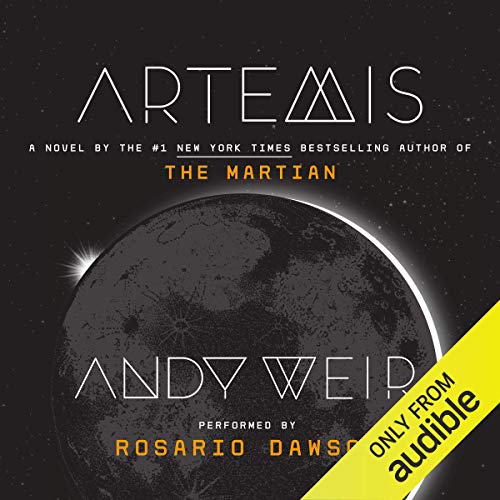 ARTEMIS
A NOVEL BY THE #1 NEW YORK TIMES BESTSELLING AUTHOR OF
THE MARTIAN
ANDY WEIR
PERFORMED BY
ROSARIO DAWSO
ONLY FROM
audible